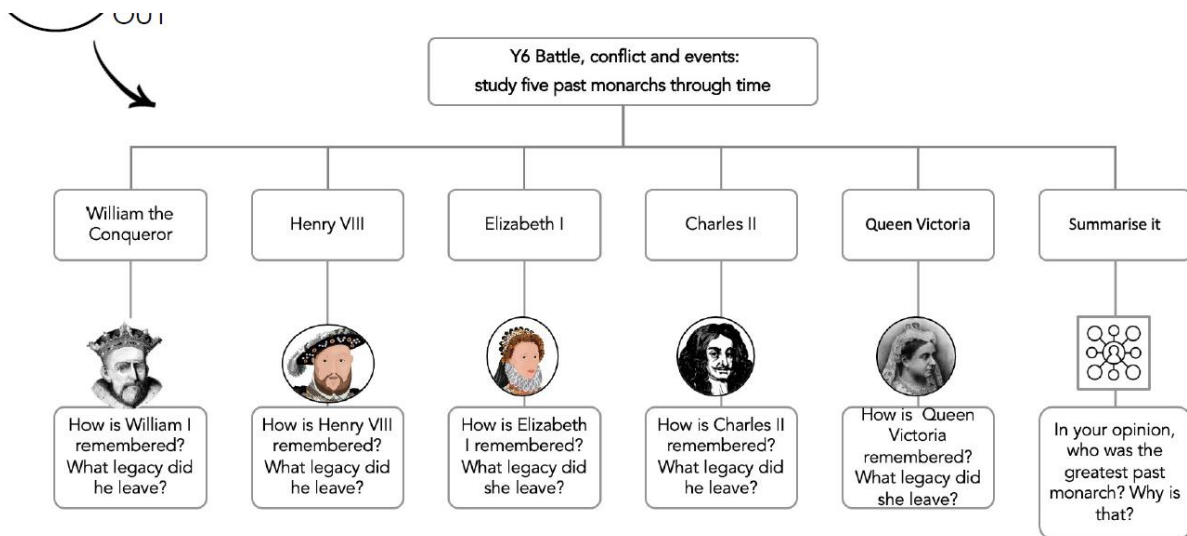 OUT
Y6 Battle, conflict and events:
study five past monarchs through time
William the
Conqueror
Henry VIII
Elizabeth I
Charles II
Queen Victoria
Summarise it
How is William I
remembered?
What legacy did
he leave?
How is Henry VIII
remembered?
What legacy did
he leave?
How is Elizabeth
I remembered?
What legacy did
she leave?
How is Charles II
remembered?
What legacy did
he leave?
How is Queen
Victoria
remembered?
What legacy did
she leave?
In your opinion,
who was the
greatest past
monarch? Why is
that?